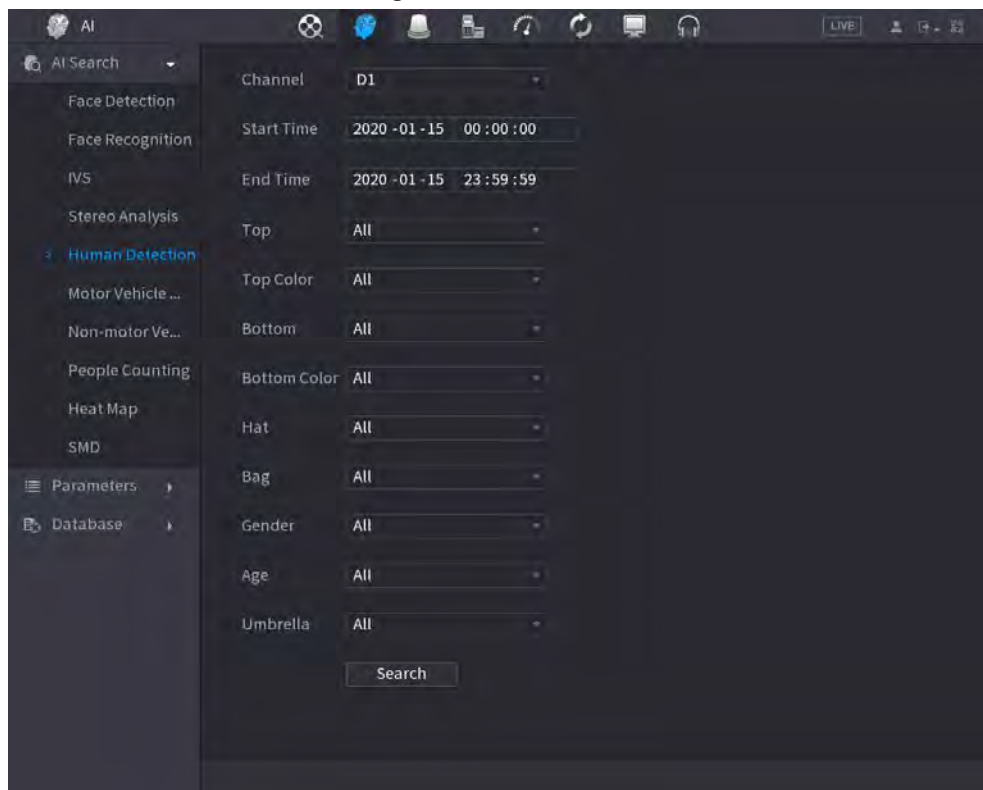 AI
LIVE
AI Search
Face Detection
Face Recognition
IVS
Stereo Analysis
Human Detection
Motor Vehicle ...
Non-motor Ve...
People Counting
Heat Map
SMD
Parameters
Database
Channel D1
Start Time 2020 -01 -15 00 :00 :00
End Time 2020 -01 -15 23 :59 :59
Top All
Top Color All
Bottom All
Bottom Color All
Hat All
Bag All
Gender All
Age All
Umbrella All
Search